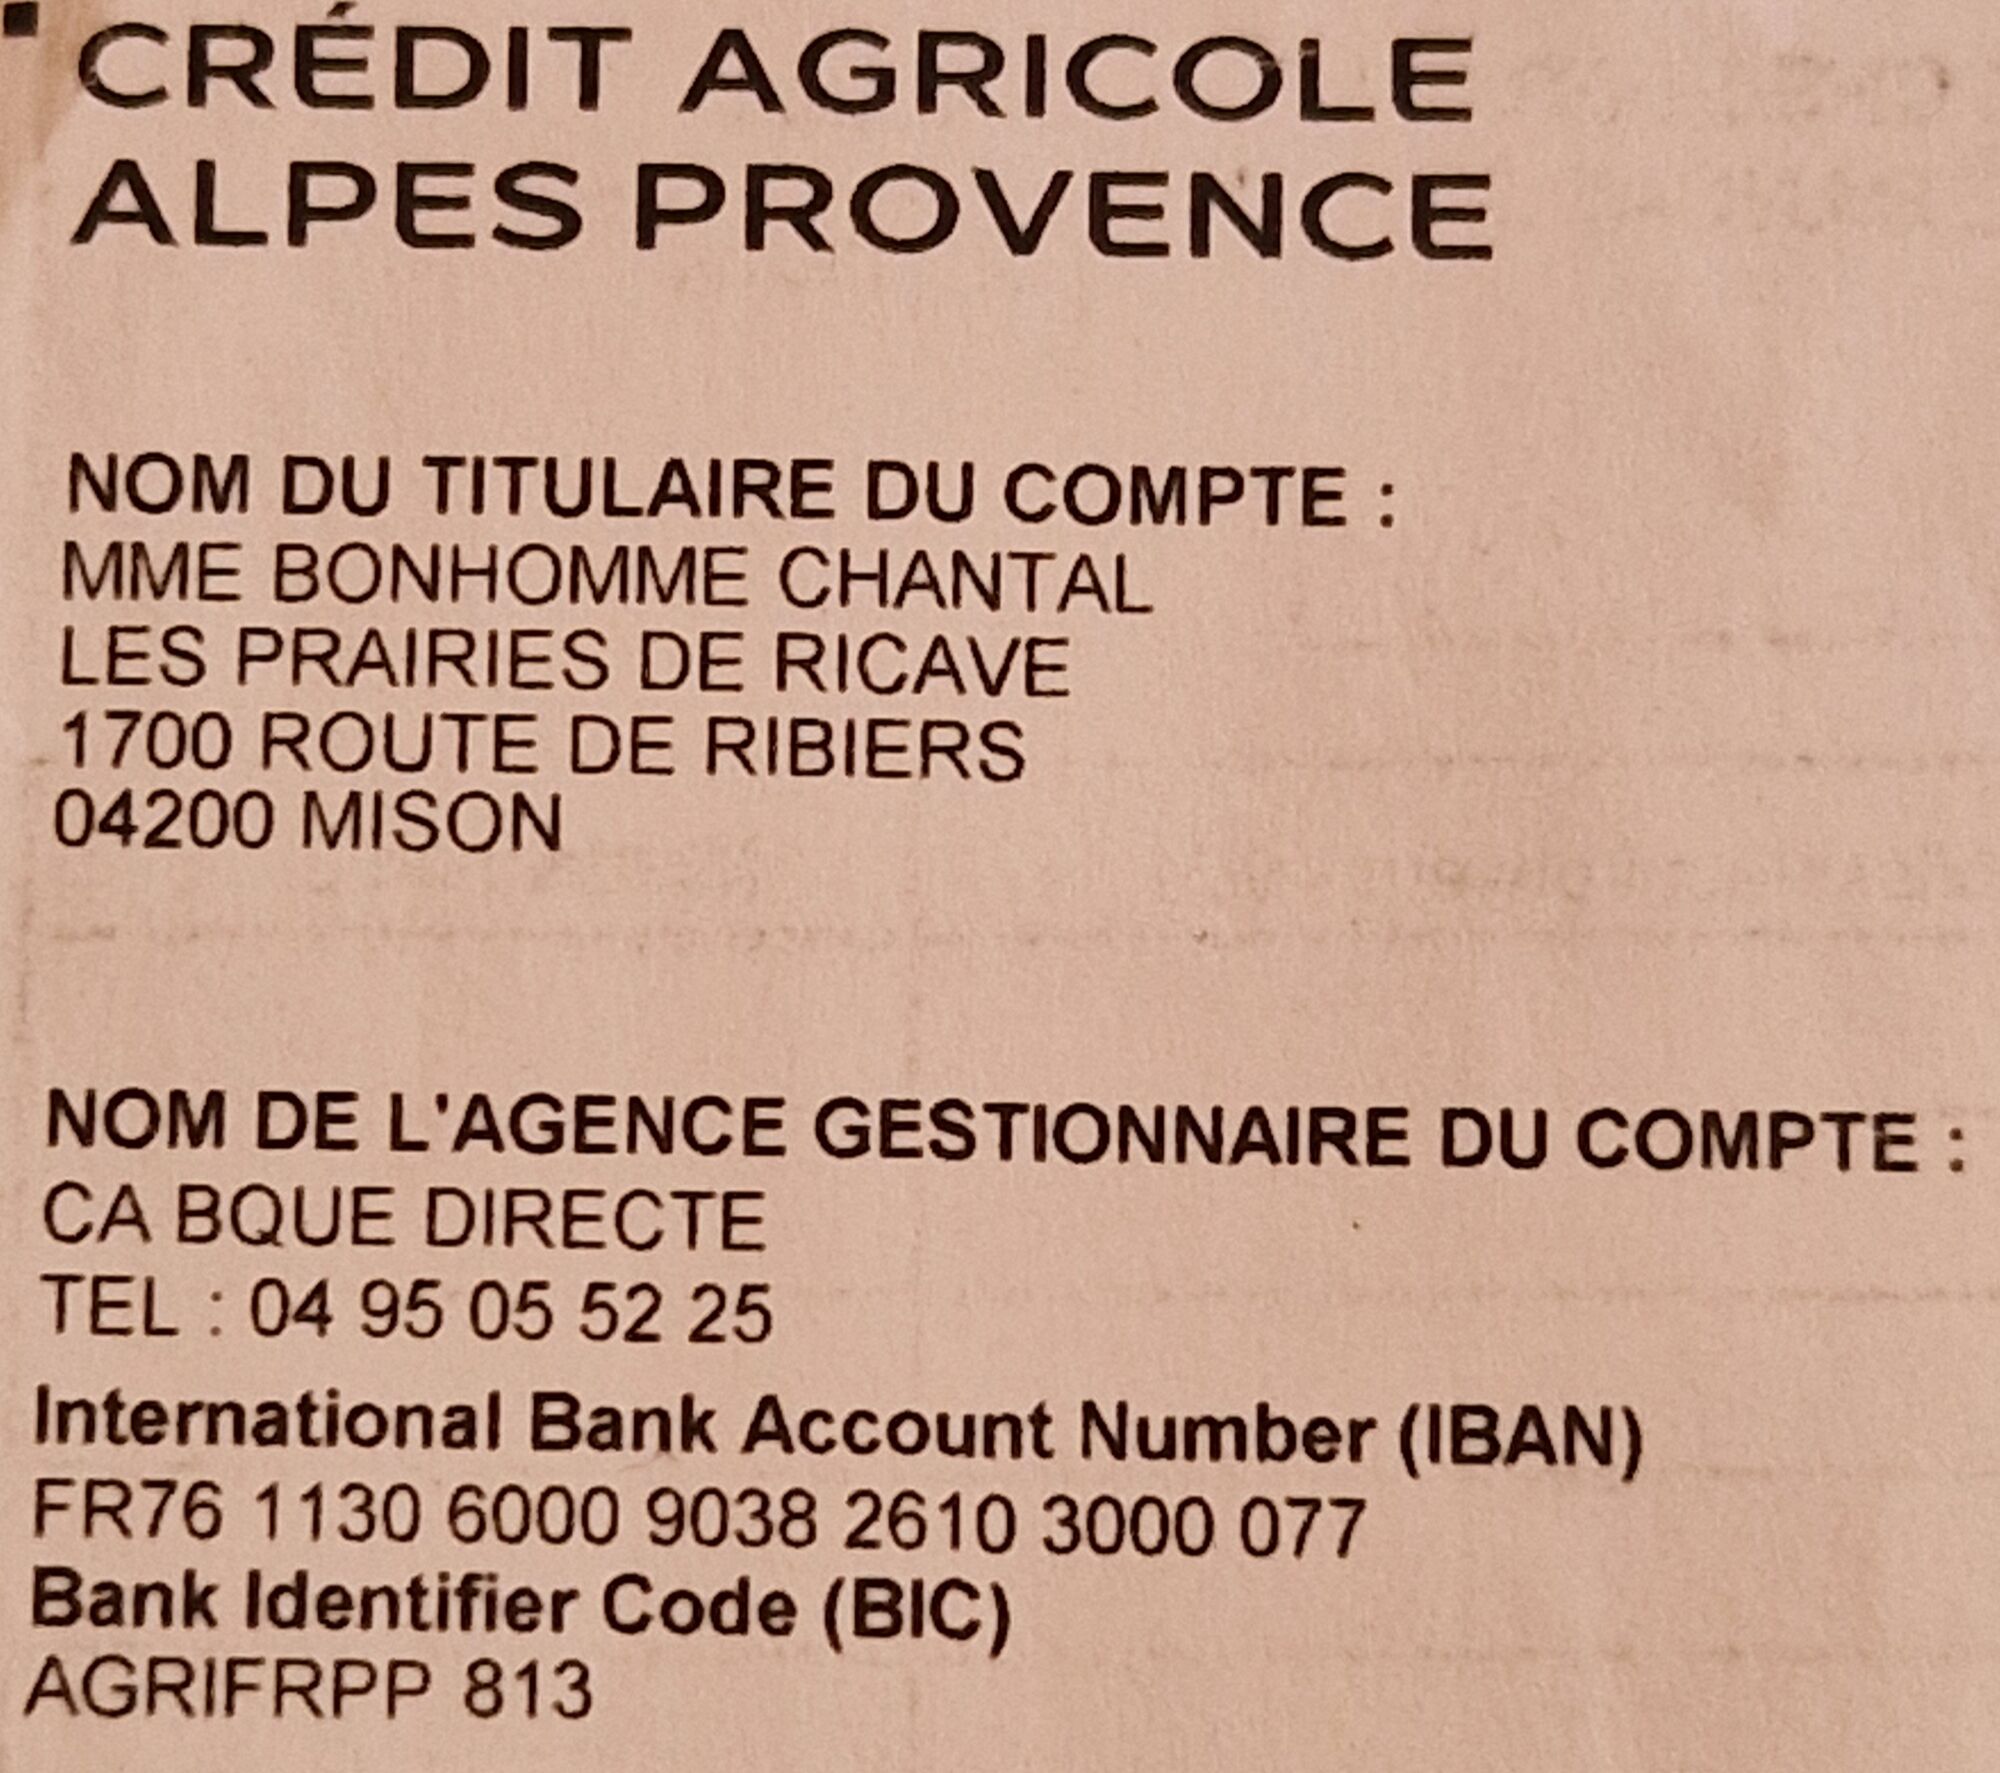 CRÉDIT AGRICOLE
ALPES PROVENCE
NOM DU TITULAIRE DU COMPTE :
MME BONHOMME CHANTAL
LES PRAIRIES DE RICAVE
1700 ROUTE DE RIBIERS
04200 MISON
NOM DE L'AGENCE GESTIONNAIRE DU COMPTE :
CA BQUE DIRECTE
TEL : 04 95 05 52 25
International Bank Account Number (IBAN)
FR76 1130 6000 9038 2610 3000 077
Bank Identifier Code (BIC)
AGRIFRPP 813